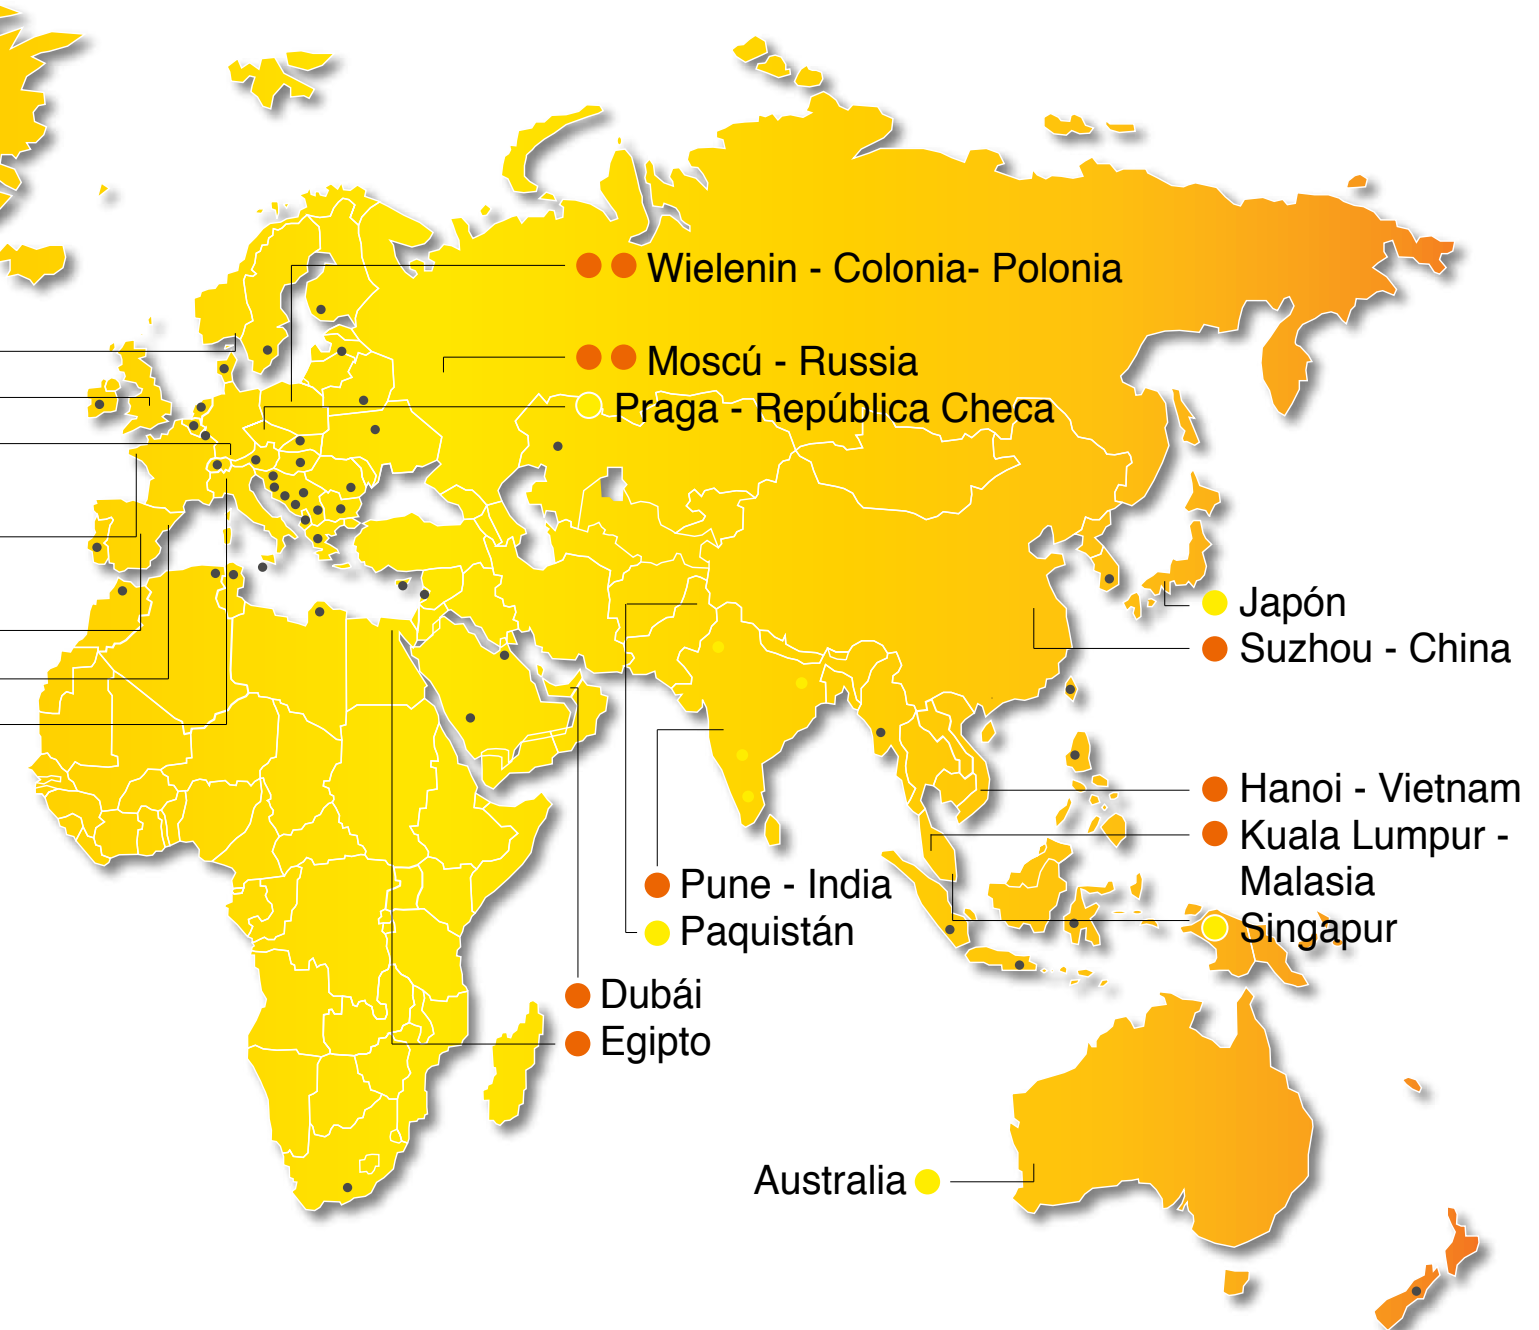 Wielenin - Colonia- Polonia
Moscú - Russia
Praga - República Checa
Japón
Suzhou - China
Hanoi - Vietnam
Kuala Lumpur -
Malasia
Singapur
Pune - India
Paquistán
Dubái
Egipto
Australia